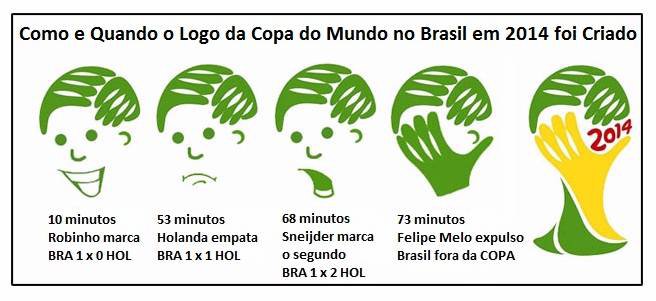 Como e Quando o Logo da Copa do Mundo no Brasil em 2014 foi Criado
2014
10 minutos
Robinho marca
BRA 1 x 0 HOL
53 minutos
Holanda empata
BRA 1 x 1 HOL
68 minutos
Sneijder marca
o segundo
BRA 1 x 2 HOL
73 minutos
Felipe Melo expulso
Brasil fora da COPA